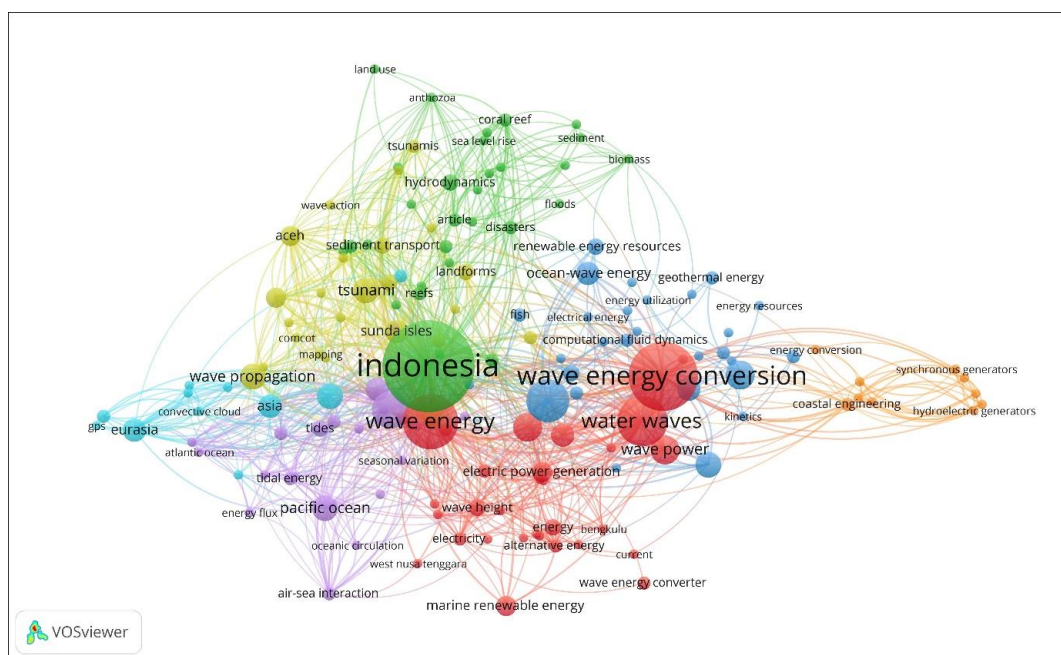 land use
anthozoa
coral reef
sea level rise
sediment
tsunamis
biomass
hydrodynamics
wave action
article
floods
disasters
aceh
sediment transport
renewable energy resources
landforms
ocean-wave energy
geothermal energy
tsunami
reefs
energy utilization
energy resources
fish
electrical energy
sunda isles
comcot
computational fluid dynamics
mapping
energy conversion
indonesia
wave energy conversion
synchronous generators
wave propagation
asia
coastal engineering
hydroelectric generators
convective cloud
gps
eurasia
tides
wave energy
water waves
kinetics
atlantic ocean
wave power
seasonal variation
tidal energy
electric power generation
pacific ocean
wave height
energy flux
energy
bengkulu
electricity
alternative energy
oceanic circulation
current
west nusa tenggara
wave energy converter
air-sea interaction
marine renewable energy
VOSviewer